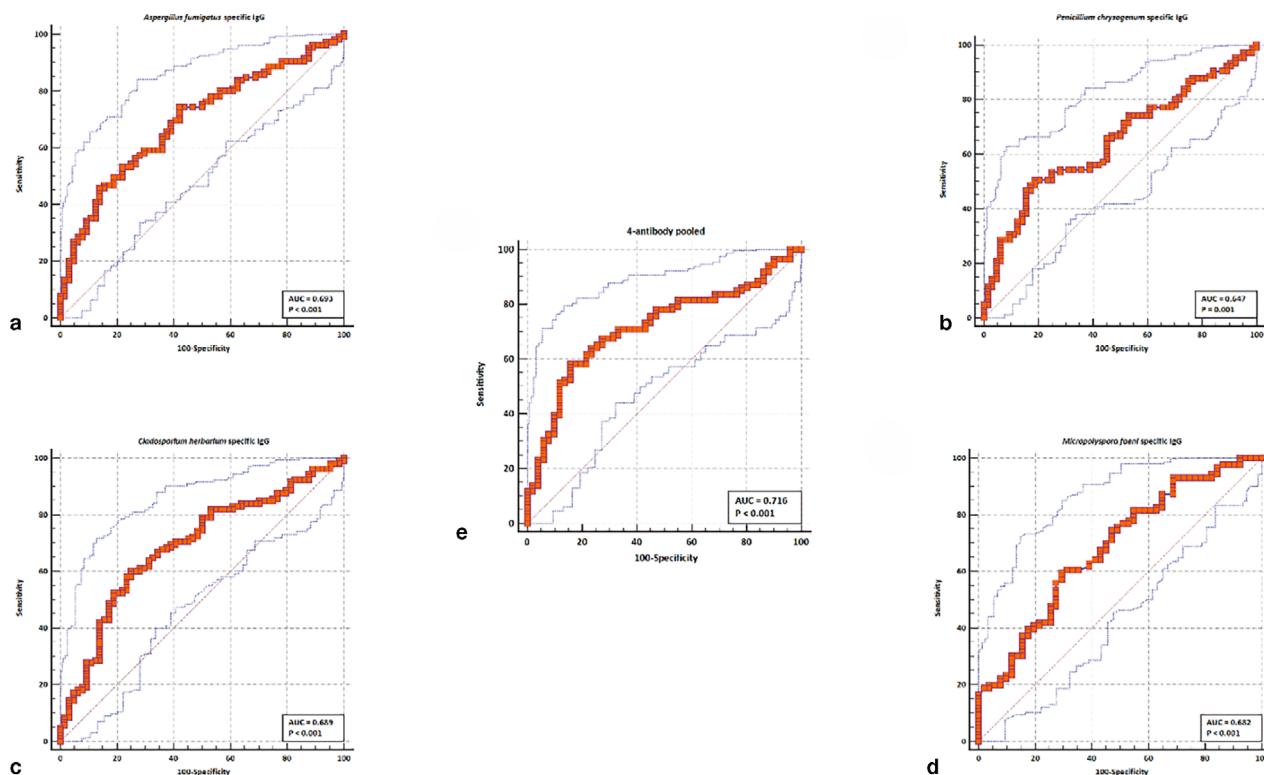 Aspergillus fumigatus specific IgG
100
80
60
40
20
0
Sensitivity
0 20 40 60 80 100
100-Specificity
AUC = 0.693
P < 0.001
a
Penicillium chrysogenum specific IgG
100
80
60
40
20
0
Sensitivity
0 20 40 60 80 100
100-Specificity
AUC = 0.647
P = 0.001
b
4-antibody pooled
100
80
60
40
20
0
Sensitivity
0 20 40 60 80 100
100-Specificity
AUC = 0.716
P < 0.001
e
Cladosporium herbarium specific IgG
100
80
60
40
20
0
Sensitivity
0 20 40 60 80 100
100-Specificity
AUC = 0.689
P < 0.001
c
Micropolyspora faeni specific IgG
100
80
60
40
20
0
Sensitivity
0 20 40 60 80 100
100-Specificity
AUC = 0.682
P < 0.001
d